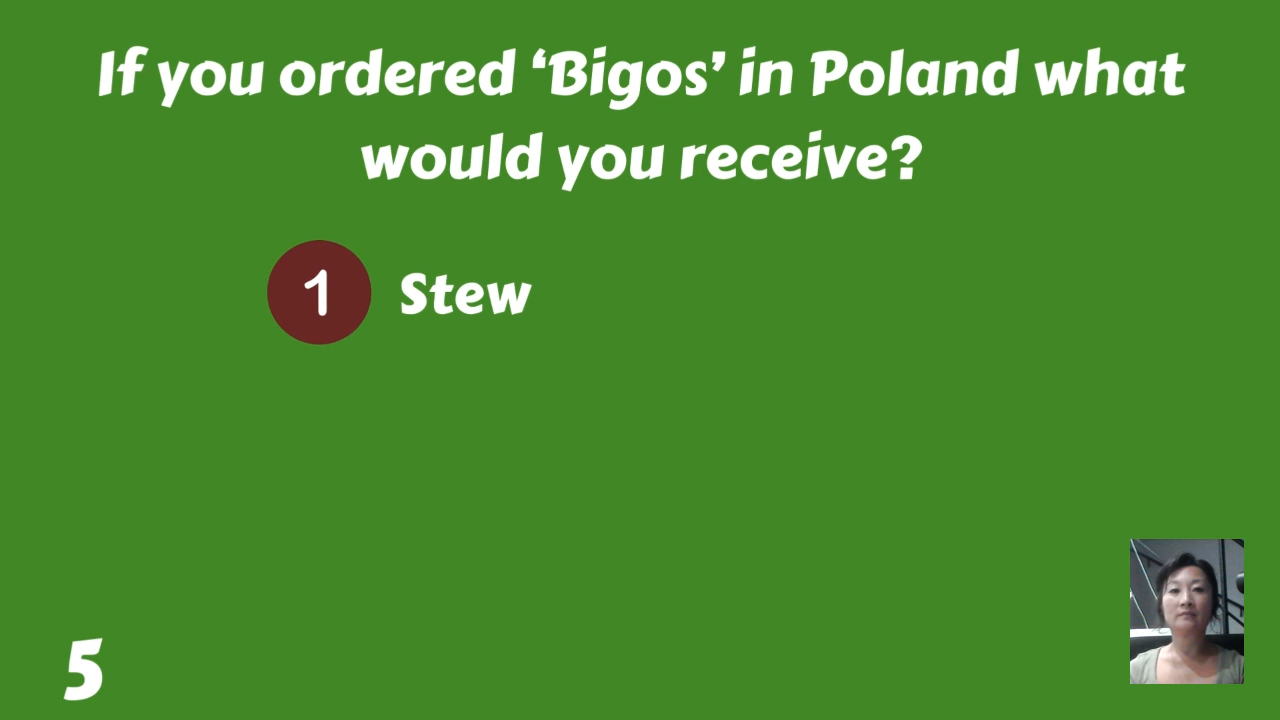 If you ordered ‘Bigos’ in Poland what
would you receive?
1 Stew
5